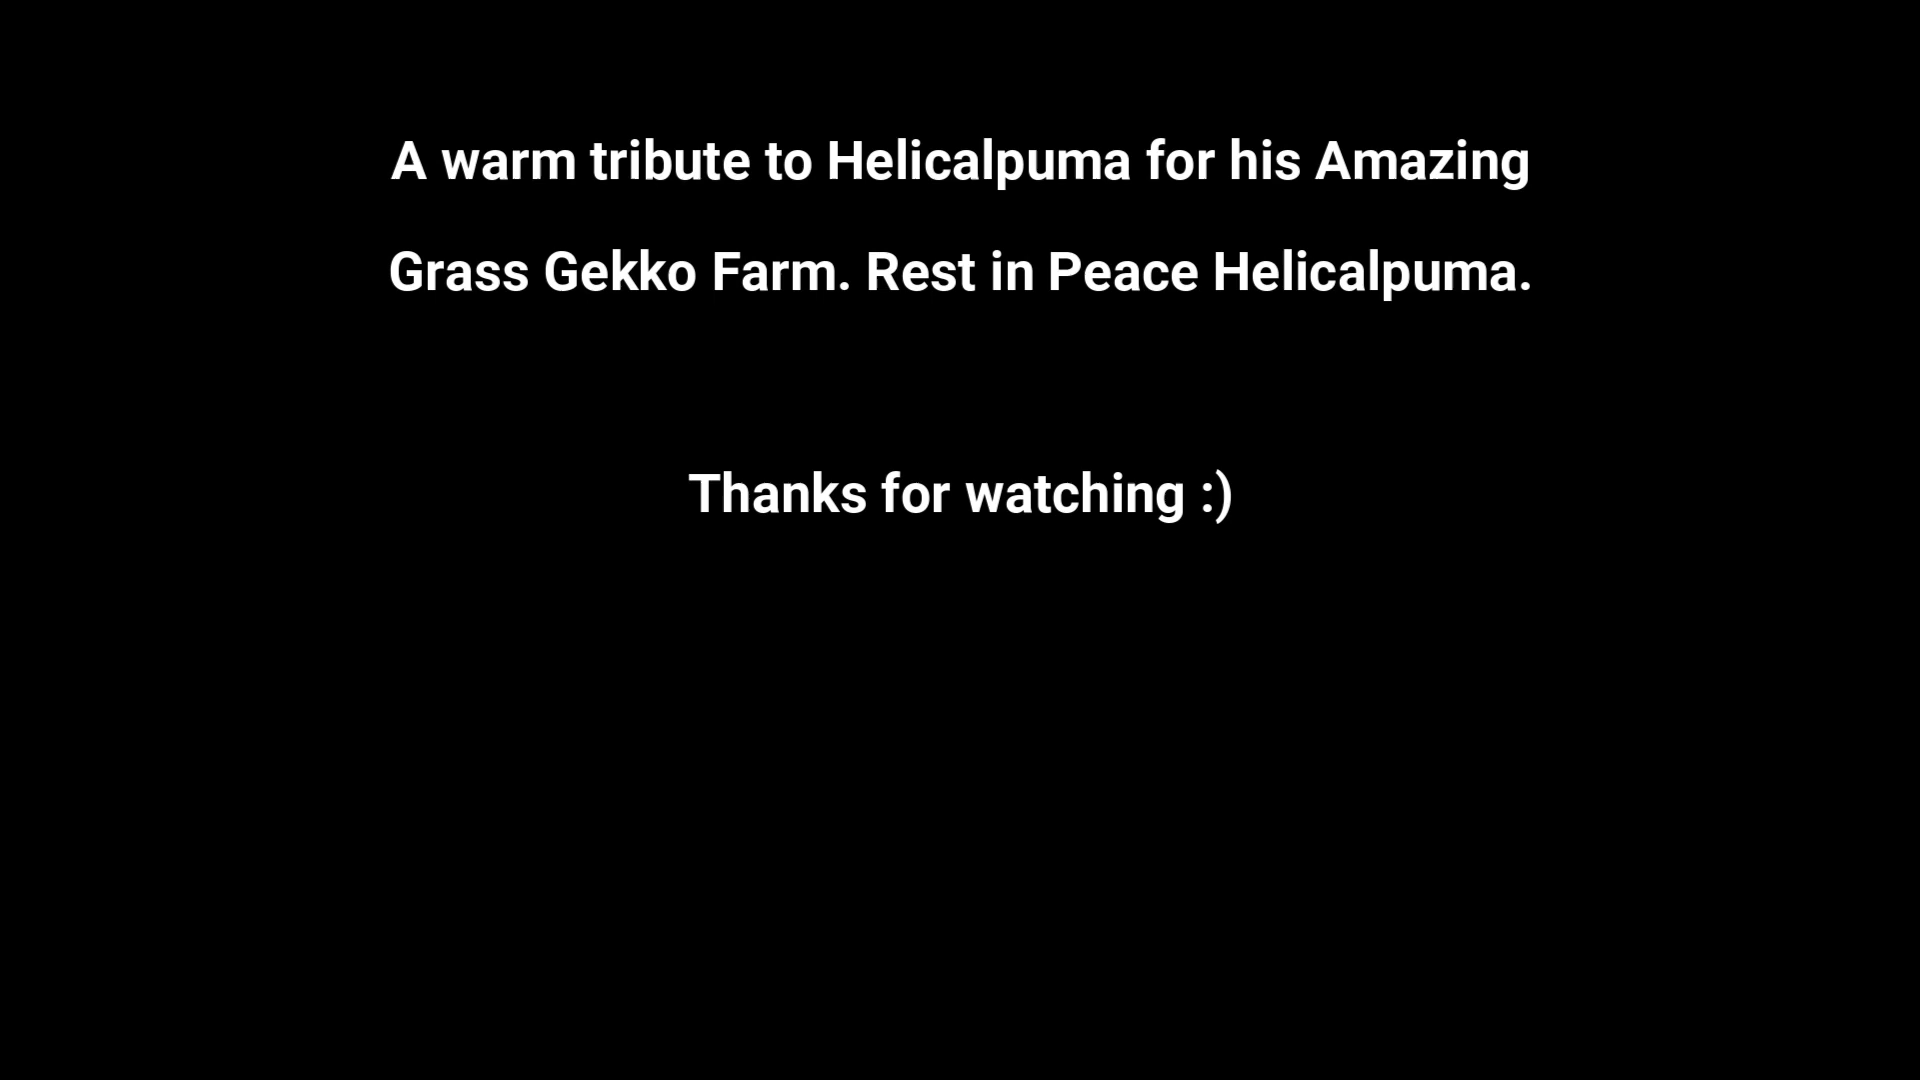 A warm tribute to Helicalpuma for his Amazing
Grass Gekko Farm. Rest in Peace Helicalpuma.
Thanks for watching :)